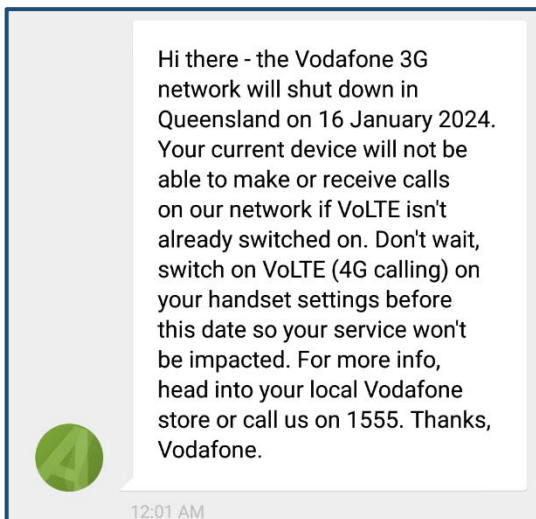 Hi there - the Vodafone 3G
network will shut down in
Queensland on 16 January 2024.
Your current device will not be
able to make or receive calls
on our network if VoLTE isn't
already switched on. Don't wait,
switch on VoLTE (4G calling) on
your handset settings before
this date so your service won't
be impacted. For more info,
head into your local Vodafone
store or call us on 1555. Thanks,
Vodafone.
12:01 AM